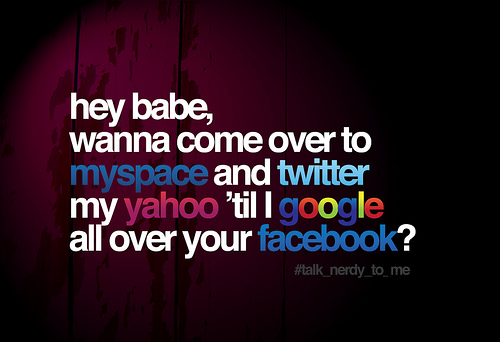 hey babe,
wanna come over to
myspace and twitter
my yahoo 'til I google
all over your facebook?
#talk_nerdy_to_me